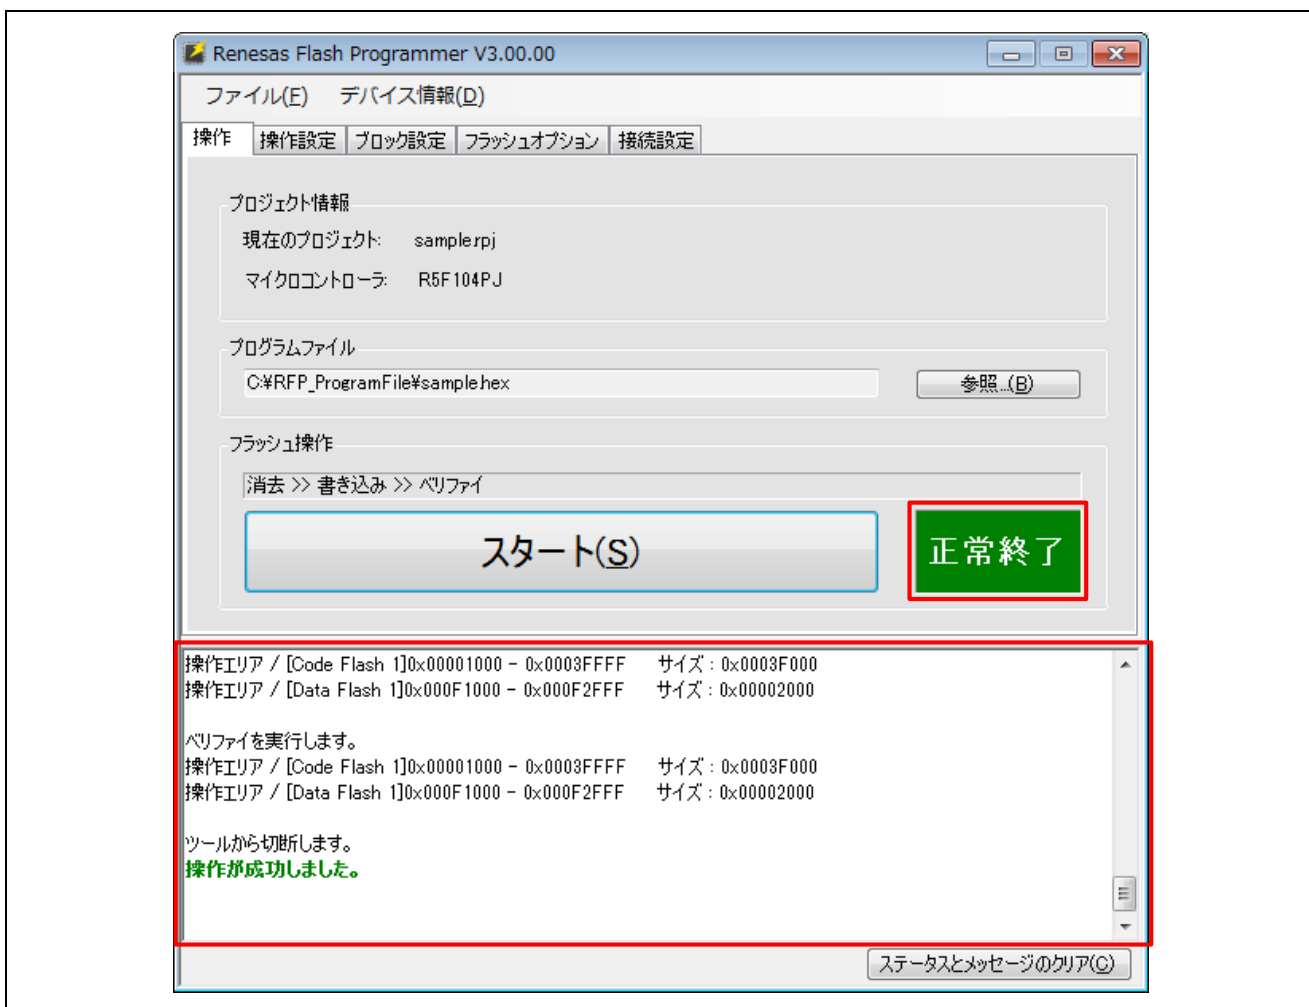 Renesas Flash Programmer V3.00.00
ファイル(F) デバイス情報(D)
操作 操作設定 ブロック設定 フラッシュオプション 接続設定
プロジェクト情報
現在のプロジェクト: sample.rpj
マイクロコントローラ: R5F104PJ
プログラムファイル
C:¥RFP_ProgramFile¥sample.hex 参照...(B)
フラッシュ操作
消去 >> 書き込み >> ベリファイ
スタート(S) 正常終了
操作エリア / [Code Flash 1]0x00001000 - 0x0003FFFF サイズ : 0x0003F000
操作エリア / [Data Flash 1]0x000F1000 - 0x000F2FFF サイズ : 0x00002000
ベリファイを実行します。
操作エリア / [Code Flash 1]0x00001000 - 0x0003FFFF サイズ : 0x0003F000
操作エリア / [Data Flash 1]0x000F1000 - 0x000F2FFF サイズ : 0x00002000
ツールから切断します。
操作が成功しました。
ステータスとメッセージのクリア(C)